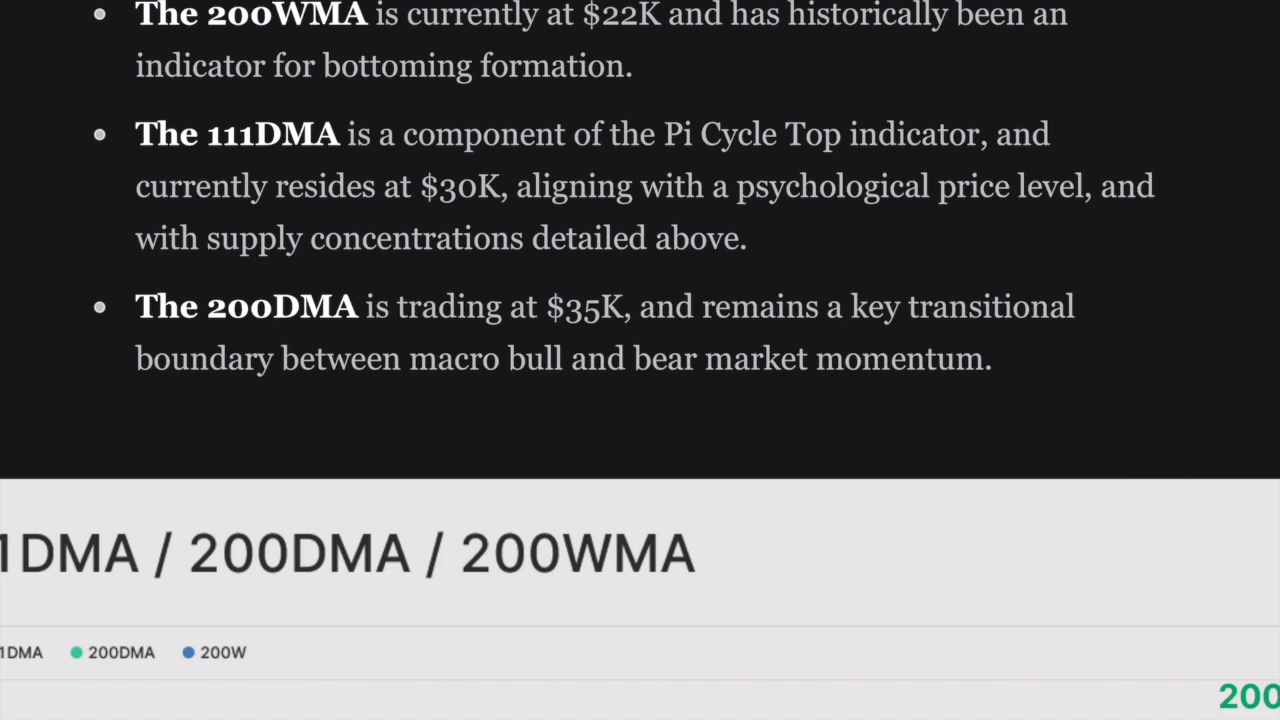 The 200WMA is currently at $22K and has historically been an
indicator for bottoming formation.
The 111DMA is a component of the Pi Cycle Top indicator, and
currently resides at $30K, aligning with a psychological price level, and
with supply concentrations detailed above.
The 200DMA is trading at $35K, and remains a key transitional
boundary between macro bull and bear market momentum.
1DMA / 200DMA / 200WMA
1DMA 200DMA 200W
200